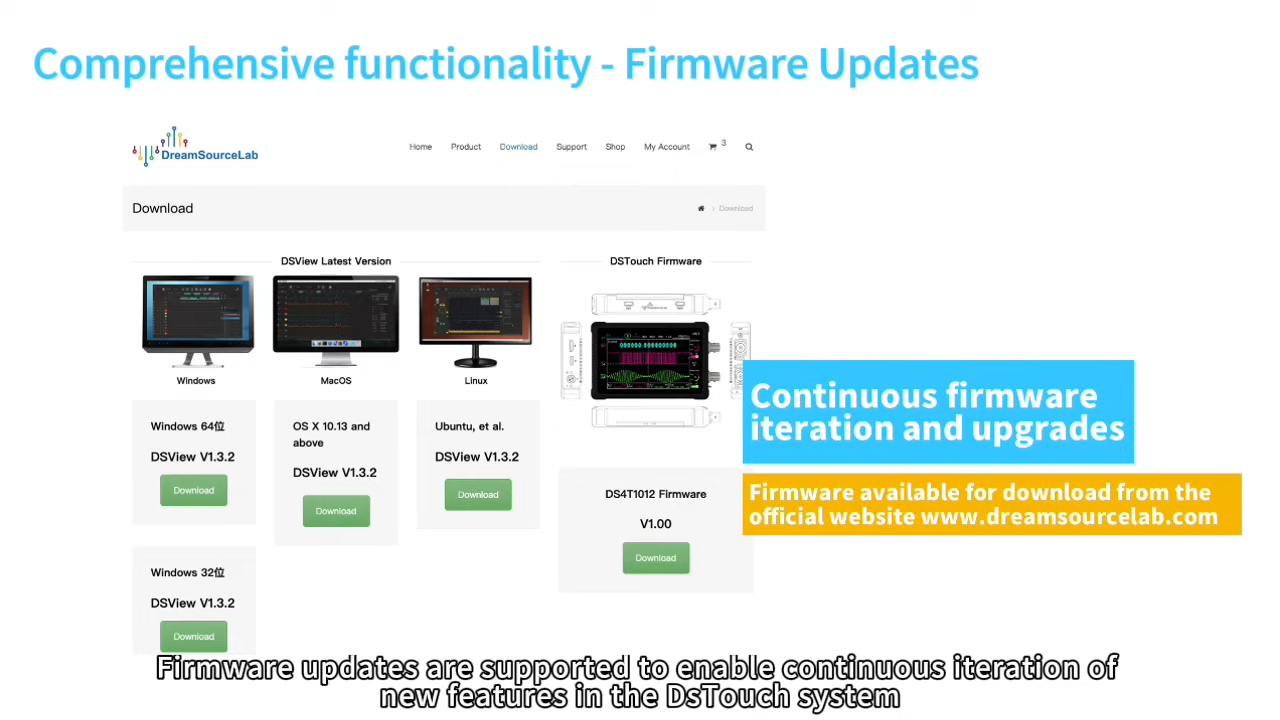 Comprehensive functionality - Firmware Updates
DreamSourceLab
Home Product Download Support Shop My Account 3
Download
Download
DSView Latest Version
DSTouch Firmware
Windows
MacOS
Linux
Windows 64位
DSView V1.3.2
Download
OS X 10.13 and
above
DSView V1.3.2
Download
Ubuntu, et al.
DSView V1.3.2
Download
DS4T1012 Firmware
V1.00
Download
Windows 32位
DSView V1.3.2
Download
Continuous firmware
iteration and upgrades
Firmware available for download from the
official website www.dreamsourcelab.com
Firmware updates are supported to enable continuous iteration of
new features in the DsTouch system